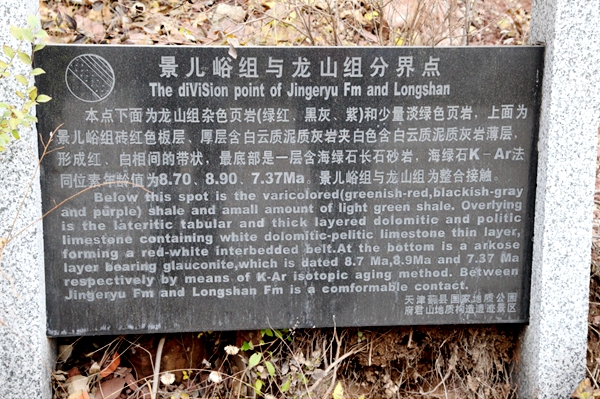 景儿峪组与龙山组分界点
The diViSion point of Jingeryu Fm and Longshan
本点下面为龙山组杂色页岩(绿红、黑灰、紫)和少量淡绿色页岩，上面为
景儿峪组砖红色板层、厚层含白云质泥质灰岩夹白色含白云质泥质灰岩薄层，
形成红、白相间的带状，最底部是一层含海绿石长石砂岩，海绿石K-Ar法
同位素年龄值为8.70、8.90、7.37Ma。景儿峪组与龙山组为整合接触。
Below this spot is the varicolored(greenish-red,blackish-gray
and purple) shale and small amount of light green shale. Overlying
is the lateritic tabular and thick layered dolomitic and politic
limestone containing white dolomitic-pelitic limestone thin layer,
forming a red-white interbedded belt.At the bottom is a arkose
layer bearing glauconite,which is dated 8.7 Ma,8.9Ma and 7.37 Ma
respectively by means of K-Ar isotopic aging method. Between
Jingeryu Fm and Longshan Fm is a comformable contact.
天津蓟县国家地质公园
府君山地质构造遗迹景区